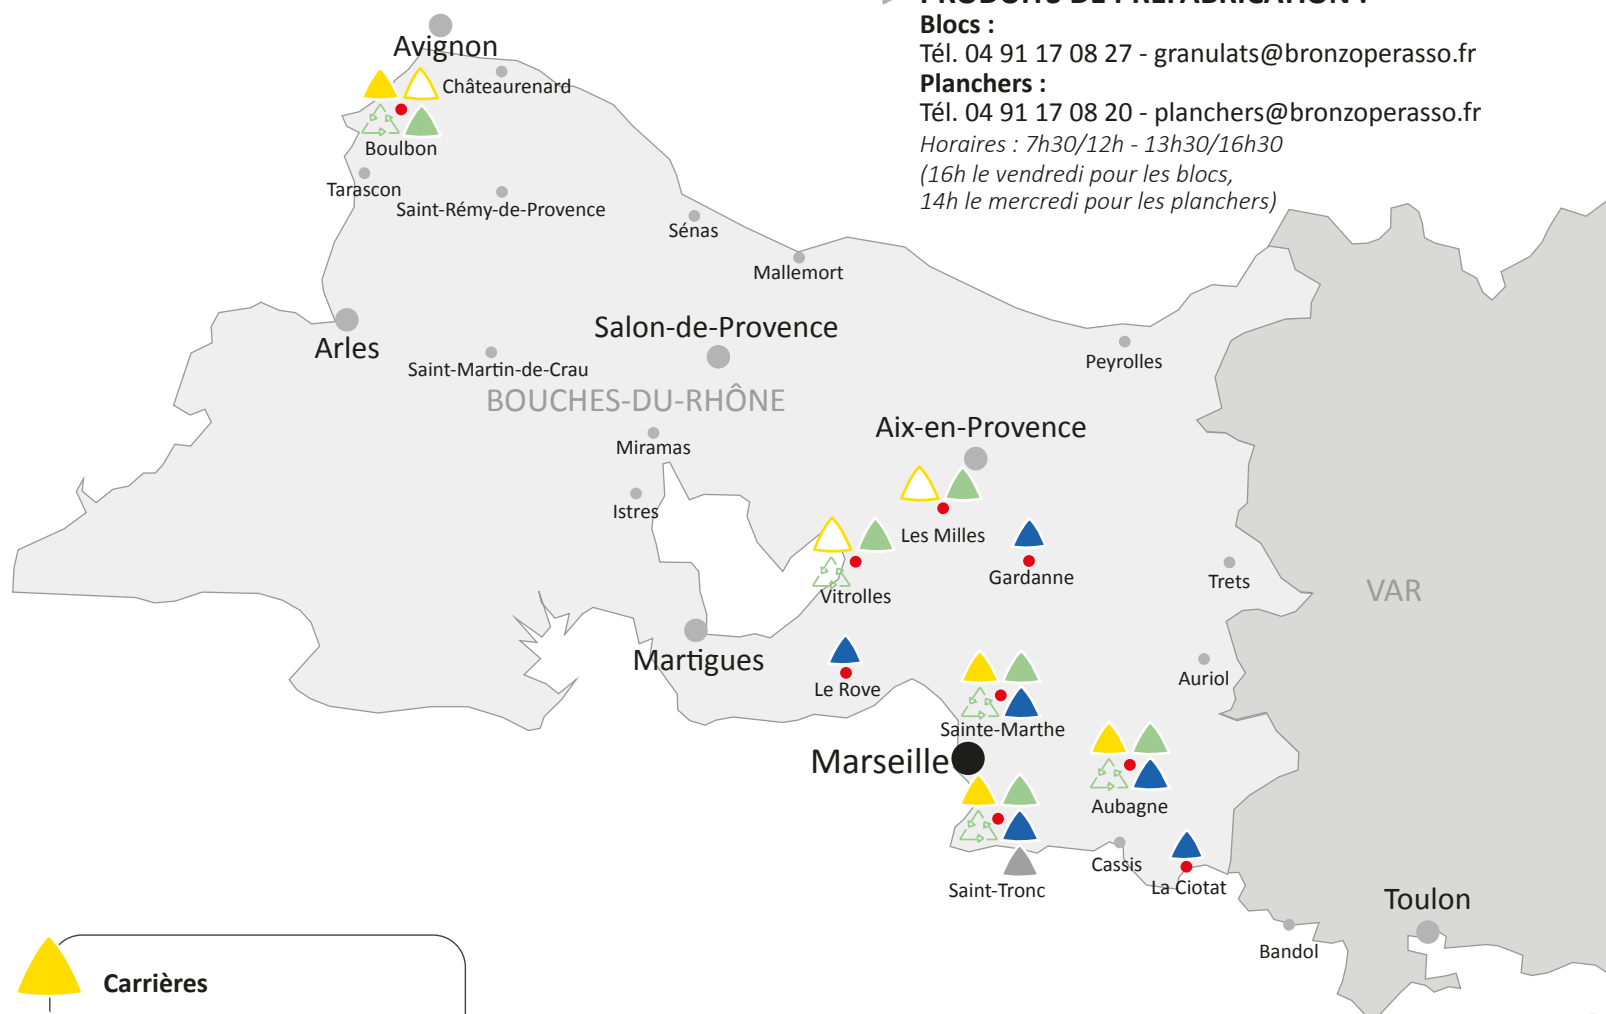 PRODUITS DE PRÉFABRICATION :
Blocs :
Tél. 04 91 17 08 27 - granulats@bronzoperasso.fr
Planchers :
Tél. 04 91 17 08 20 - planchers@bronzoperasso.fr
Horaires : 7h30/12h - 13h30/16h30
(16h le vendredi pour les blocs,
14h le mercredi pour les planchers)
Avignon
Châteaurenard
Boulbon
Tarascon
Saint-Rémy-de-Provence
Sénas
Mallemort
Arles
Salon-de-Provence
Saint-Martin-de-Crau
Peyrolles
BOUCHES-DU-RHÔNE
Aix-en-Provence
Miramas
Istres
Les Milles
Gardanne
Trets
VAR
Vitrolles
Martigues
Le Rove
Auriol
Sainte-Marthe
Marseille
Aubagne
Cassis
La Ciotat
Saint-Tronc
Toulon
Bandol
Carrières